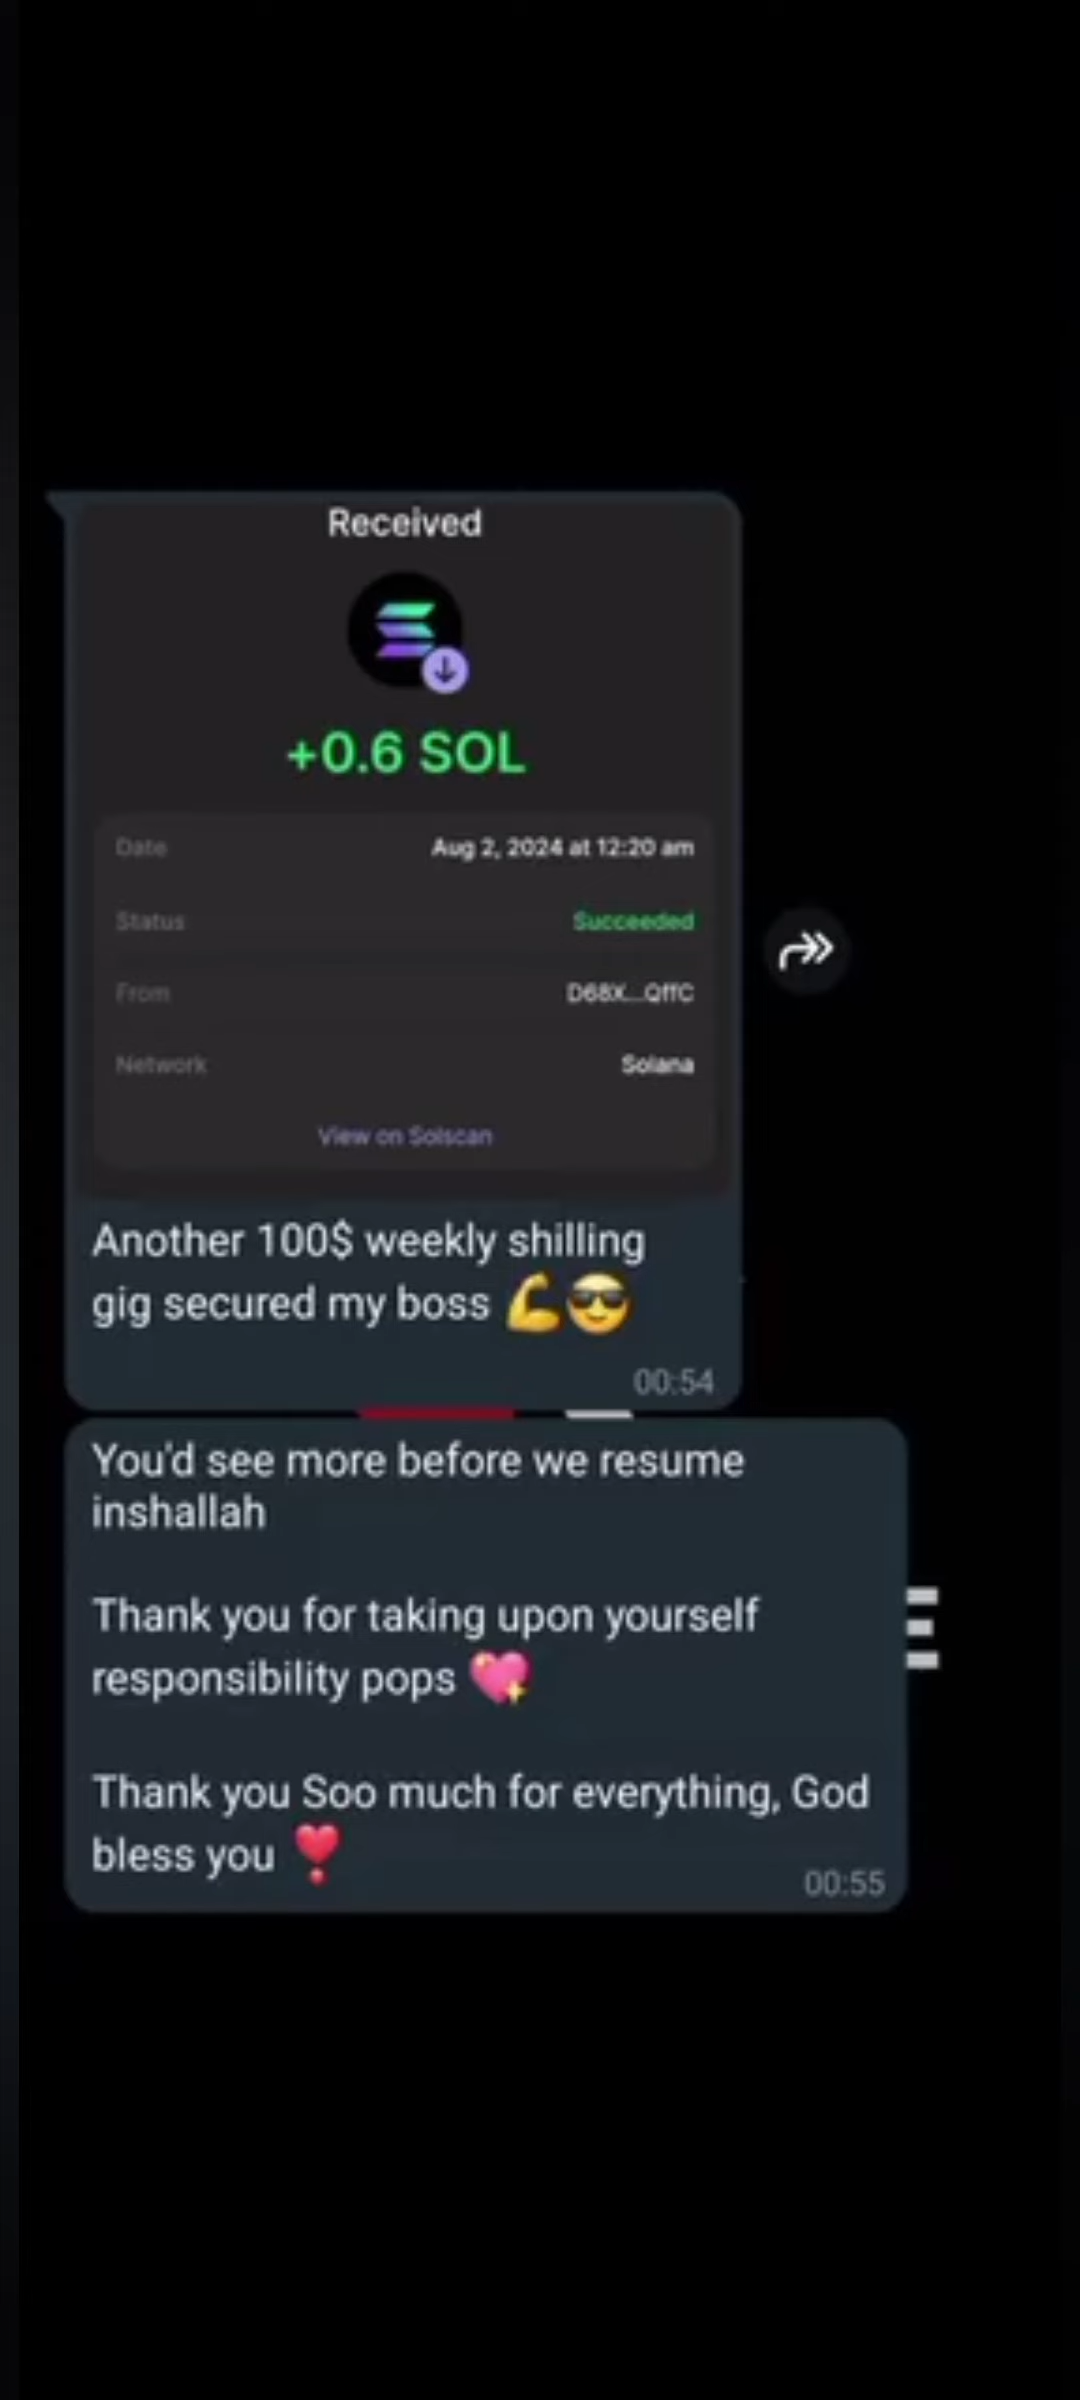 Received
+0.6 SOL
Date Aug 2, 2024 at 12:20 am
Status Succeeded
From D68X...QffC
Network Solana
View on Solscan
Another 100$ weekly shilling
gig secured my boss 💪😎
00:54
You'd see more before we resume
inshallah
Thank you for taking upon yourself
responsibility pops 💖
Thank you Soo much for everything, God
bless you ❣️
00:55